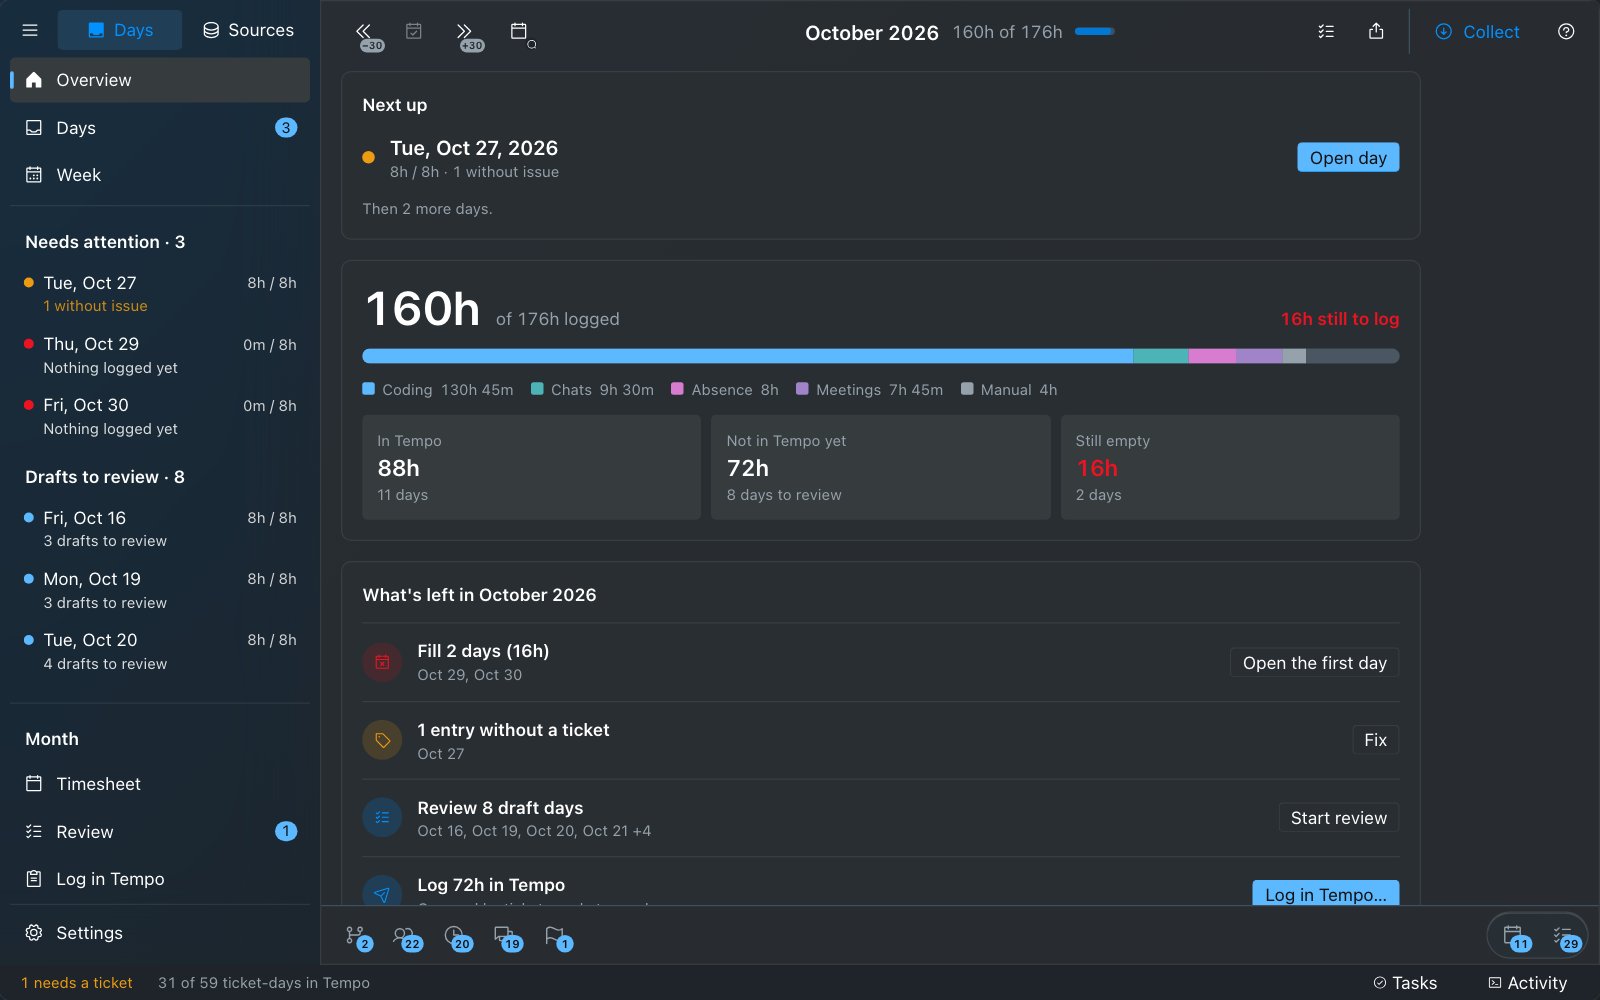 Days
Sources
Overview
Days 3
Week
Needs attention · 3
Tue, Oct 27 8h / 8h
1 without issue
Thu, Oct 29 0m / 8h
Nothing logged yet
Fri, Oct 30 0m / 8h
Nothing logged yet
Drafts to review · 8
Fri, Oct 16 8h / 8h
3 drafts to review
Mon, Oct 19 8h / 8h
3 drafts to review
Tue, Oct 20 8h / 8h
4 drafts to review
Month
Timesheet
Review 1
Log in Tempo
Settings
−30
+30
October 2026 160h of 176h
Collect
Next up
Tue, Oct 27, 2026
8h / 8h · 1 without issue
Open day
Then 2 more days.
160h of 176h logged
16h still to log
Coding 130h 45m Chats 9h 30m Absence 8h Meetings 7h 45m Manual 4h
In Tempo
88h
11 days
Not in Tempo yet
72h
8 days to review
Still empty
16h
2 days
What's left in October 2026
Fill 2 days (16h)
Oct 29, Oct 30
Open the first day
1 entry without a ticket
Oct 27
Fix
Review 8 draft days
Oct 16, Oct 19, Oct 20, Oct 21 +4
Start review
Log 72h in Tempo
Log in Tempo...
2 22 20 19 1
11 29
1 needs a ticket 31 of 59 ticket-days in Tempo
Tasks Activity